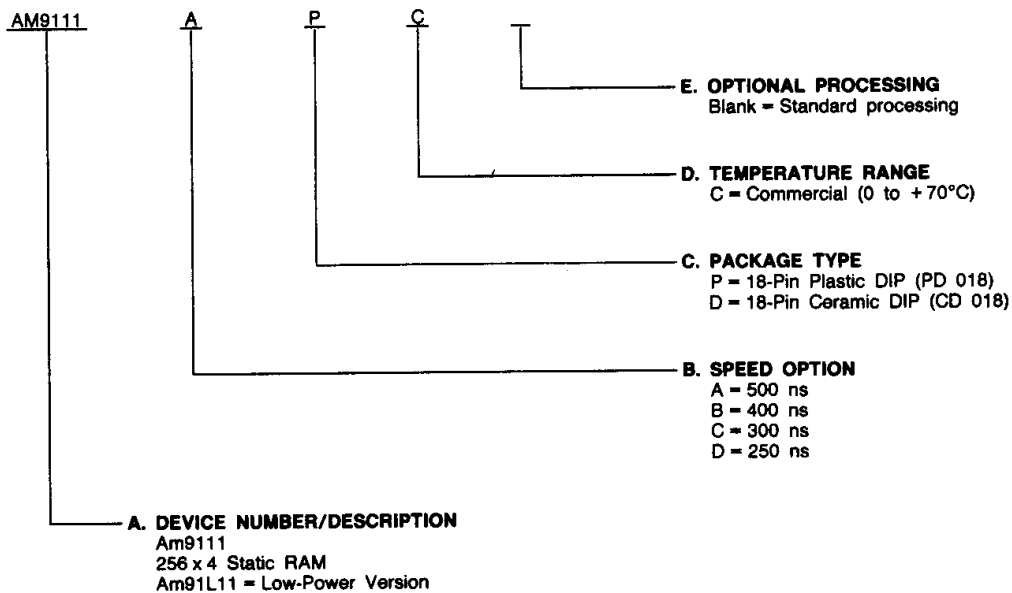 AM9111 A P C
E. OPTIONAL PROCESSING
Blank = Standard processing
D. TEMPERATURE RANGE
C = Commercial (0 to +70°C)
C. PACKAGE TYPE
P = 18-Pin Plastic DIP (PD 018)
D = 18-Pin Ceramic DIP (CD 018)
B. SPEED OPTION
A = 500 ns
B = 400 ns
C = 300 ns
D = 250 ns
A. DEVICE NUMBER/DESCRIPTION
Am9111
256 x 4 Static RAM
Am91L11 = Low-Power Version